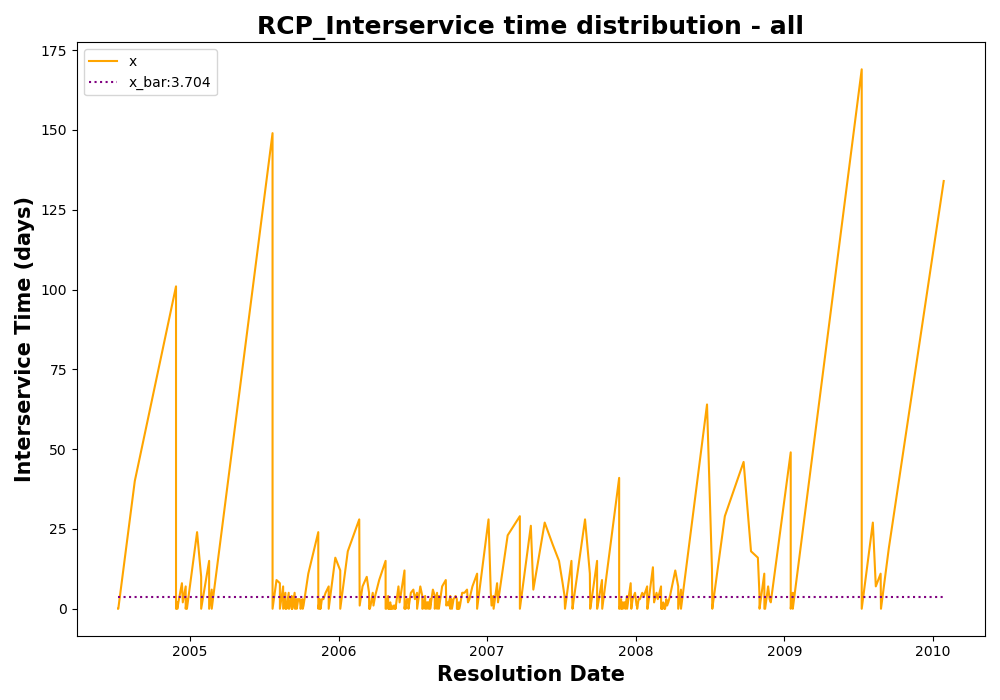 RCP_Interservice time distribution - all
x
x_bar:3.704
Interservice Time (days)
175
150
125
100
75
50
25
0
2005
2006
2007
2008
2009
2010
Resolution Date